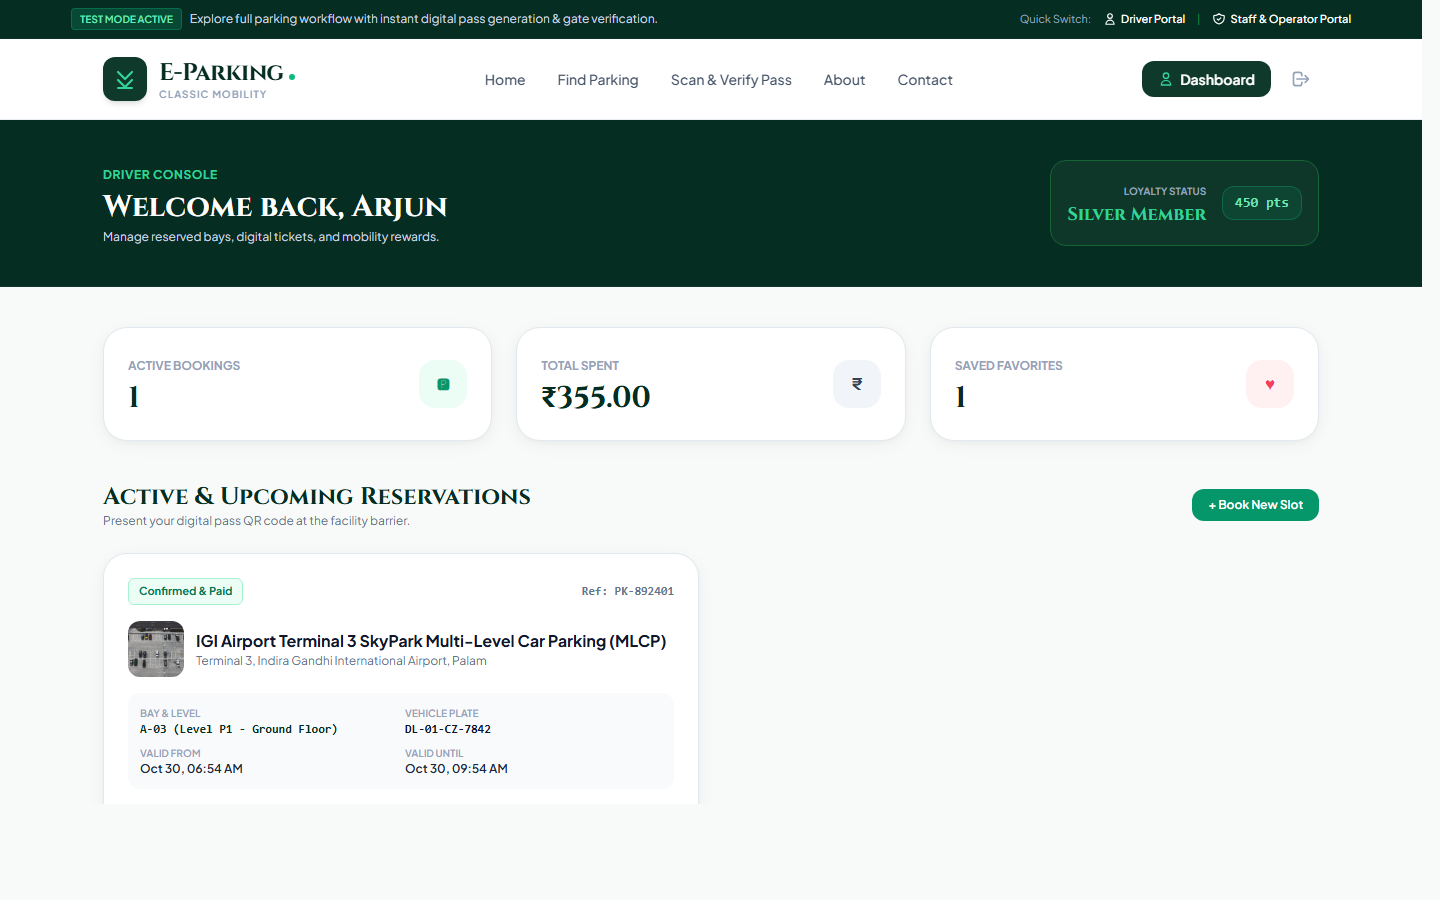 TEST MODE ACTIVE Explore full parking workflow with instant digital pass generation & gate verification. Quick Switch: Driver Portal | Staff & Operator Portal
E-Parking
CLASSIC MOBILITY
Home Find Parking Scan & Verify Pass About Contact Dashboard
DRIVER CONSOLE
Welcome back, Arjun
Manage reserved bays, digital tickets, and mobility rewards.
LOYALTY STATUS
Silver Member
450 pts
ACTIVE BOOKINGS
1
P
TOTAL SPENT
₹355.00
₹
SAVED FAVORITES
1
♥
Active & Upcoming Reservations
Present your digital pass QR code at the facility barrier.
+ Book New Slot
Confirmed & Paid Ref: PK-892401
IGI Airport Terminal 3 SkyPark Multi-Level Car Parking (MLCP)
Terminal 3, Indira Gandhi International Airport, Palam
BAY & LEVEL VEHICLE PLATE
A-03 (Level P1 - Ground Floor) DL-01-CZ-7842
VALID FROM VALID UNTIL
Oct 30, 06:54 AM Oct 30, 09:54 AM